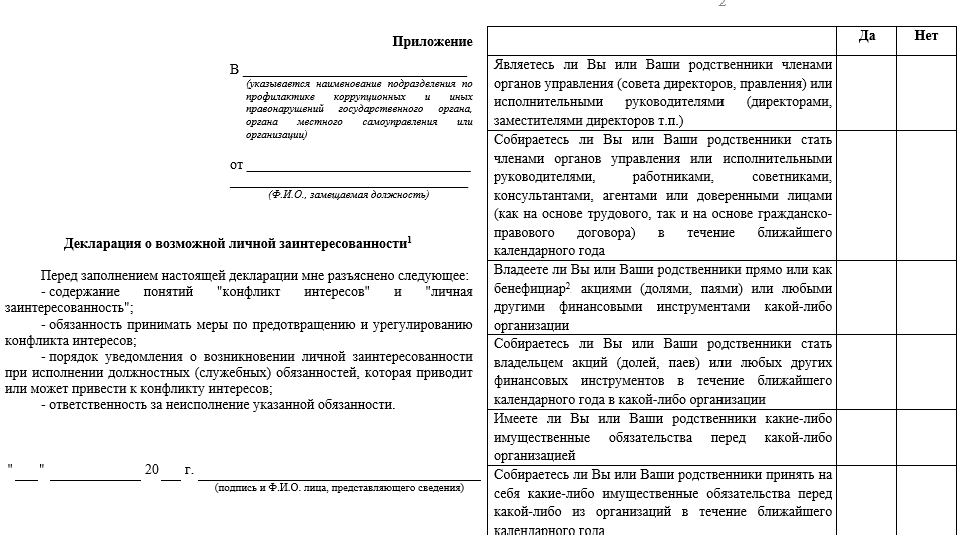 2
Приложение
В
(указывается наименование подразделения по
профилактике коррупционных и иных
правонарушений государственного органа,
органа местного самоуправления или
организации)
от
(Ф.И.О., замещаемая должность)
Декларация о возможной личной заинтересованности1
Перед заполнением настоящей декларации мне разъяснено следующее:
- содержание понятий "конфликт интересов" и "личная
заинтересованность";
- обязанность принимать меры по предотвращению и урегулированию
конфликта интересов;
- порядок уведомления о возникновении личной заинтересованности
при исполнении должностных (служебных) обязанностей, которая приводит
или может привести к конфликту интересов;
- ответственность за неисполнение указанной обязанности.
"___" ____________ 20___ г.
(подпись и Ф.И.О. лица, представляющего сведения)
Да Нет
Являетесь ли Вы или Ваши родственники членами
органов управления (совета директоров, правления) или
исполнительными руководителями (директорами,
заместителями директоров т.п.)
Собираетесь ли Вы или Ваши родственники стать
членами органов управления или исполнительными
руководителями, работниками, советниками,
консультантами, агентами или доверенными лицами
(как на основе трудового, так и на основе гражданско-
правового договора) в течение ближайшего
календарного года
Владеете ли Вы или Ваши родственники прямо или как
бенефициар2 акциями (долями, паями) или любыми
другими финансовыми инструментами какой-либо
организации
Собираетесь ли Вы или Ваши родственники стать
владельцем акций (долей, паев) или любых других
финансовых инструментов в течение ближайшего
календарного года в какой-либо организации
Имеете ли Вы или Ваши родственники какие-либо
имущественные обязательства перед какой-либо
организацией
Собираетесь ли Вы или Ваши родственники принять на
себя какие-либо имущественные обязательства перед
какой-либо из организаций в течение ближайшего
календарного года